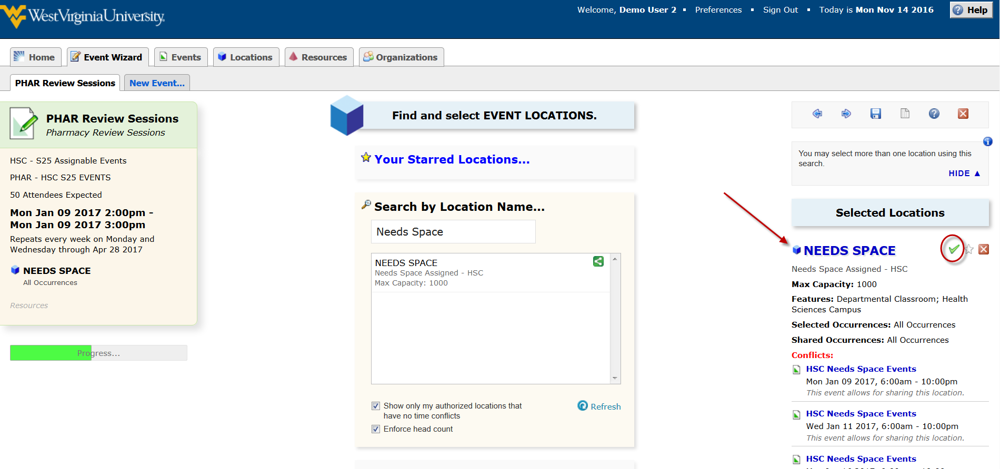 West Virginia University.
Welcome, Demo User 2 ▪ Preferences ▪ Sign Out ▪ Today is Mon Nov 14 2016
Help
Home
Event Wizard
Events
Locations
Resources
Organizations
PHAR Review Sessions
New Event...
PHAR Review Sessions
Pharmacy Review Sessions
HSC - S25 Assignable Events
PHAR - HSC S25 EVENTS
50 Attendees Expected
Mon Jan 09 2017 2:00pm -
Mon Jan 09 2017 3:00pm
Repeats every week on Monday and
Wednesday through Apr 28 2017
NEEDS SPACE
All Occurrences
Resources
Progress...
Find and select EVENT LOCATIONS.
Your Starred Locations...
Search by Location Name...
Needs Space
NEEDS SPACE
Needs Space Assigned - HSC
Max Capacity: 1000
Show only my authorized locations that
have no time conflicts
Refresh
Enforce head count
You may select more than one location using this
search.
HIDE ▲
Selected Locations
NEEDS SPACE
Needs Space Assigned - HSC
Max Capacity: 1000
Features: Departmental Classroom; Health
Sciences Campus
Selected Occurrences: All Occurrences
Shared Occurrences: All Occurrences
Conflicts:
HSC Needs Space Events
Mon Jan 09 2017, 6:00am - 10:00pm
This event allows for sharing this location.
HSC Needs Space Events
Wed Jan 11 2017, 6:00am - 10:00pm
This event allows for sharing this location.
HSC Needs Space Events